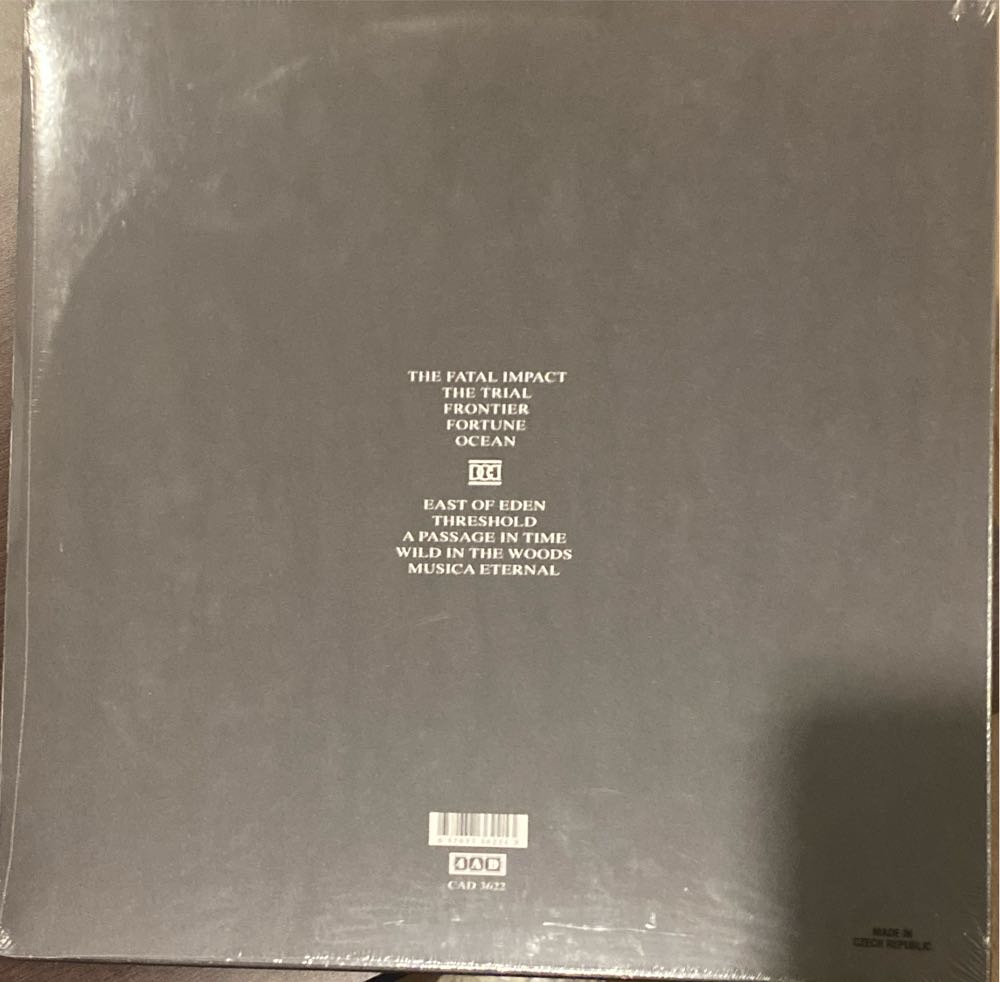 THE FATAL IMPACT
THE TRIAL
FRONTIER
FORTUNE
OCEAN
EAST OF EDEN
THRESHOLD
A PASSAGE IN TIME
WILD IN THE WOODS
MUSICA ETERNAL
4AD
CAD 3622
MADE IN
CZECH REPUBLIC